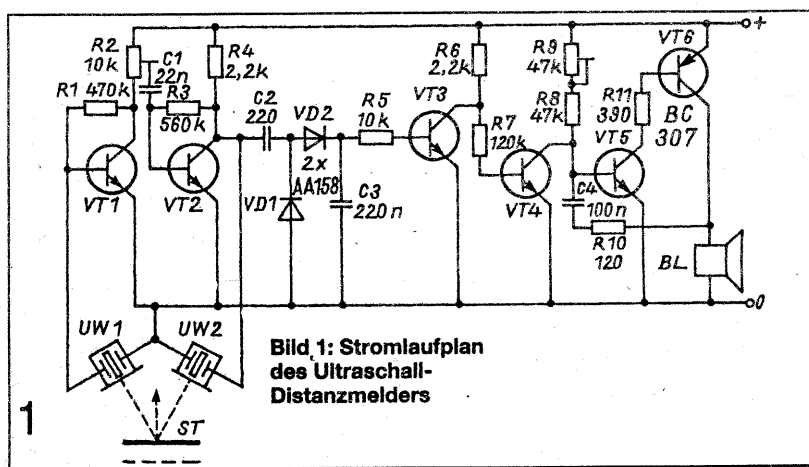 R2
10k
C1
22n
R4
2,2k
R1 470k
R3
560k
C2
220
VD2
2x
AA158
VD1
C3
220n
R5
10k
VT1
VT2
VT3
R6
2,2k
R7
120k
VT4
R9
47k
R8
47k
VT5
C4
100n
R10
120
R11
390
VT6
BC
307
BL
+
0
UW1
UW2
ST
Bild 1: Stromlaufplan
des Ultraschall-
Distanzmelders
1